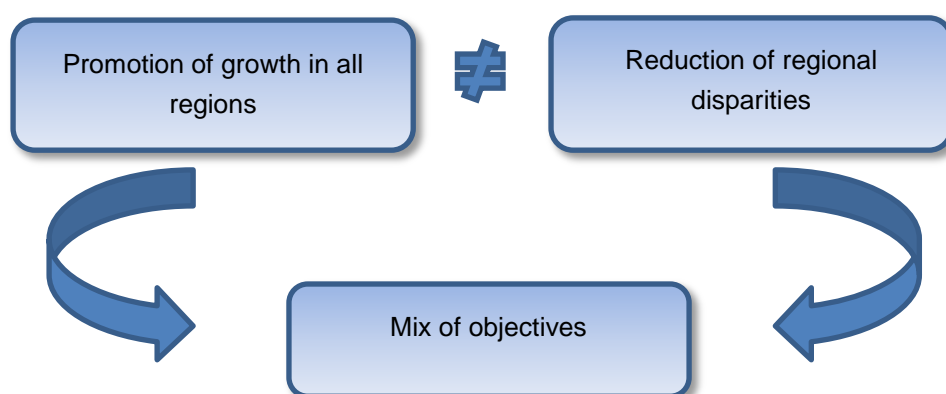 Promotion of growth in all
regions
≠
Reduction of regional
disparities
Mix of objectives